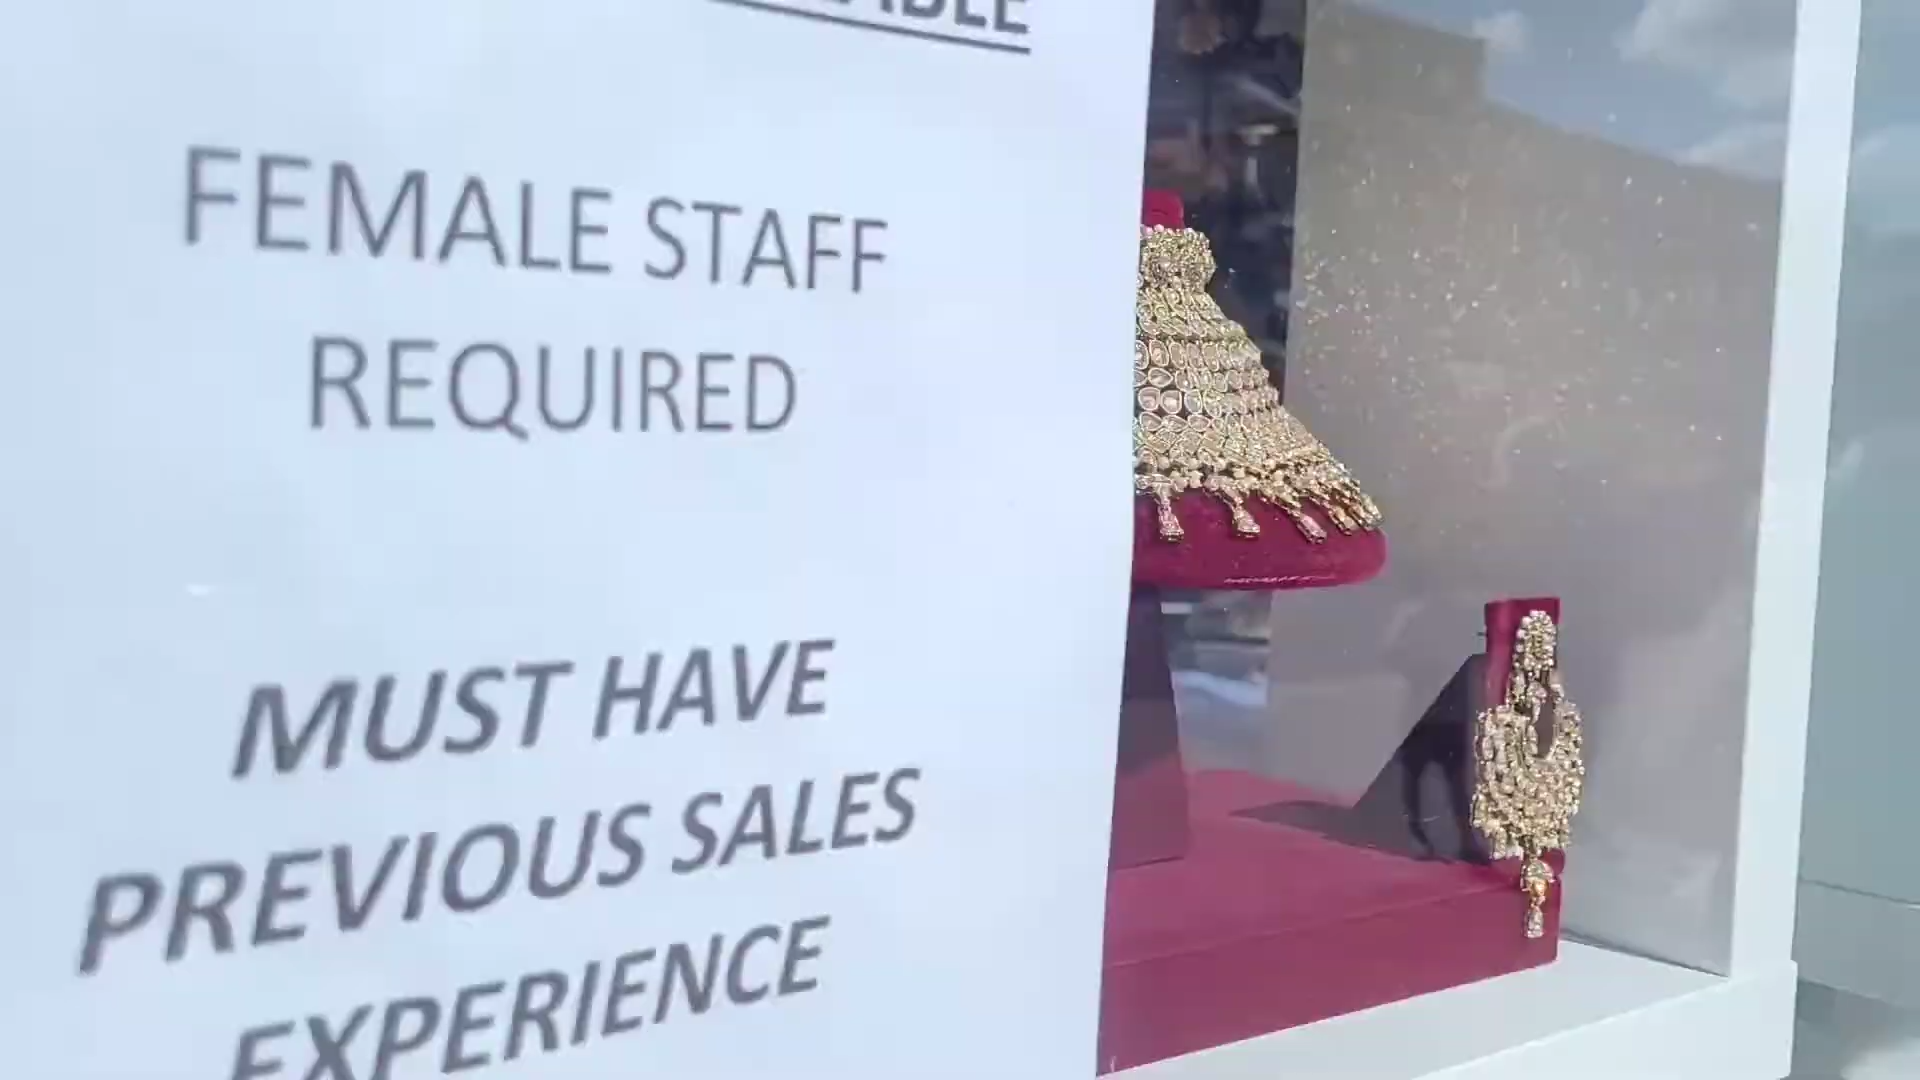 FEMALE STAFF
REQUIRED
MUST HAVE
PREVIOUS SALES
EXPERIENCE